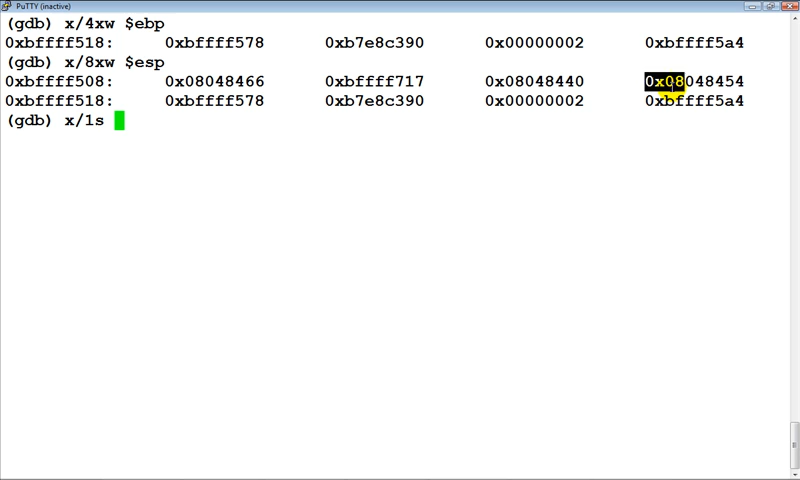 PuTTY (inactive)
(gdb) x/4xw $ebp
0xbffff518: 0xbffff578 0xb7e8c390 0x00000002 0xbffff5a4
(gdb) x/8xw $esp
0xbffff508: 0x08048466 0xbffff717 0x08048440 0x08048454
0xbffff518: 0xbffff578 0xb7e8c390 0x00000002 0xbffff5a4
(gdb) x/1s